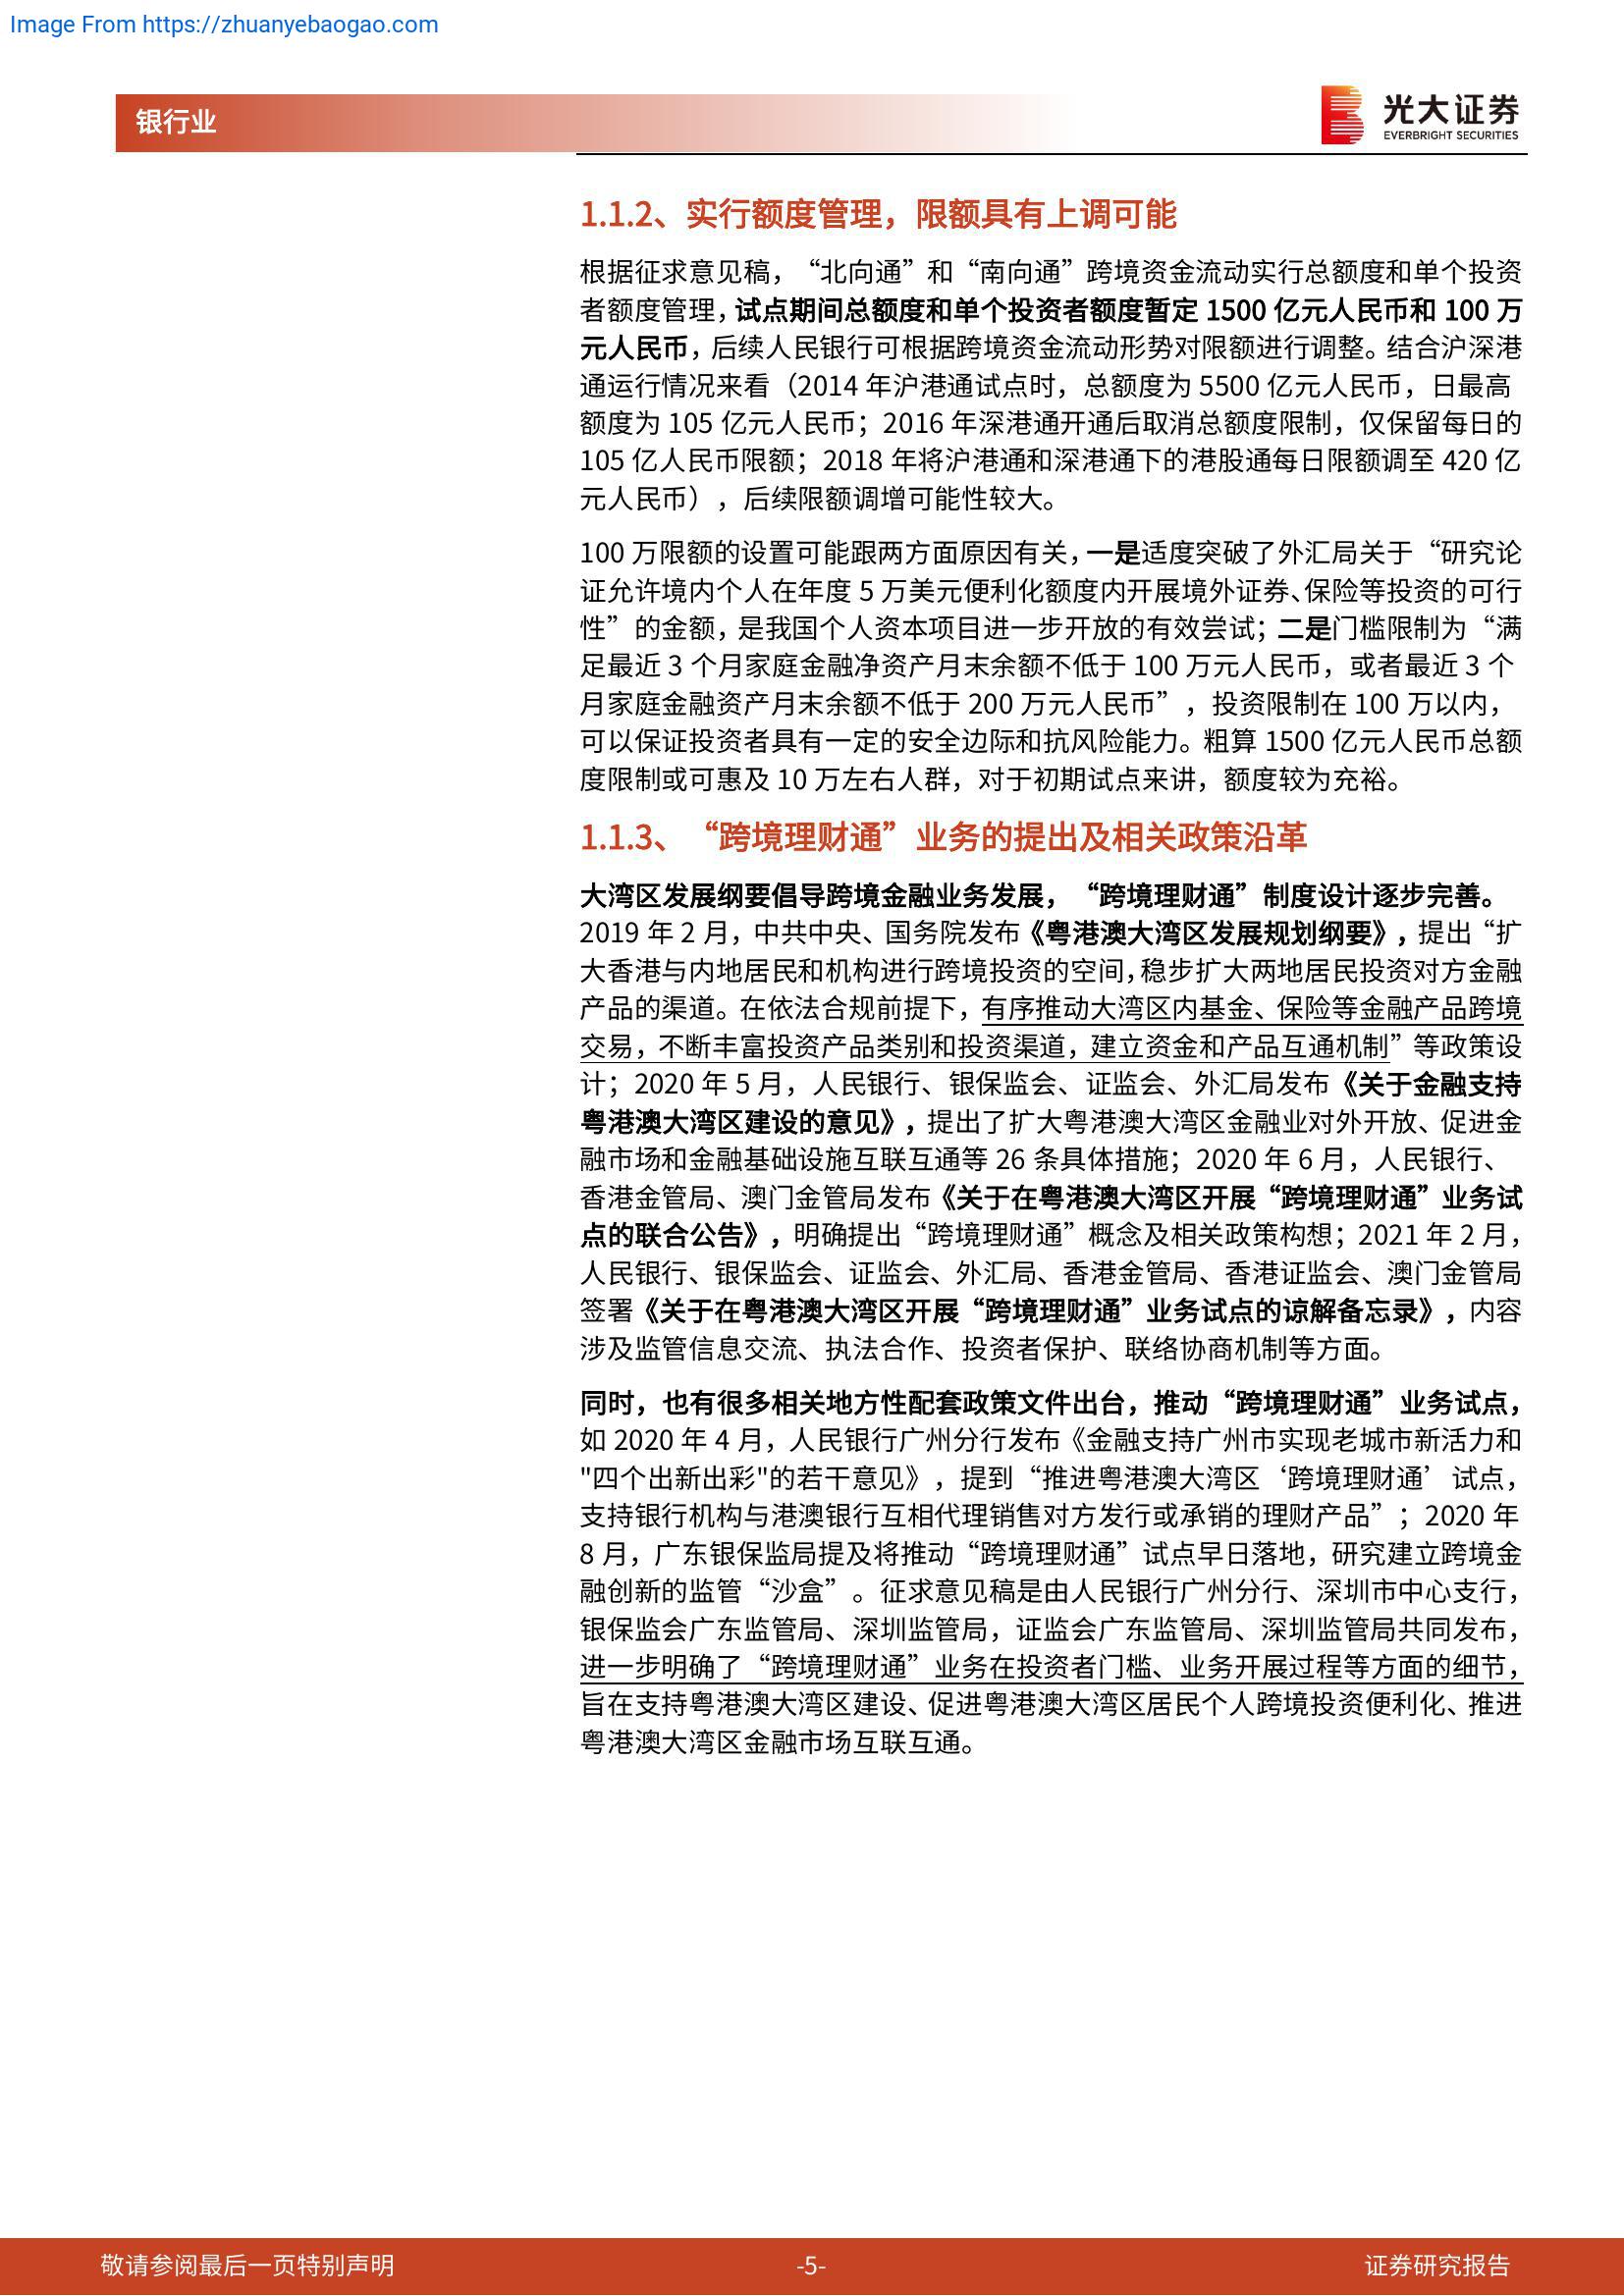 Image From https://zhuanyebaogao.com
银行业
光大证券
EVERBRIGHT SECURITIES
1.1.2、实行额度管理，限额具有上调可能
根据征求意见稿，“北向通”和“南向通”跨境资金流动实行总额度和单个投资
者额度管理，试点期间总额度和单个投资者额度暂定 1500 亿元人民币和 100 万
元人民币，后续人民银行可根据跨境资金流动形势对限额进行调整。结合沪深港
通运行情况来看（2014 年沪港通试点时，总额度为 5500 亿元人民币，日最高
额度为 105 亿元人民币；2016 年深港通开通后取消总额度限制，仅保留每日的
105 亿人民币限额；2018 年将沪港通和深港通下的港股通每日限额调至 420 亿
元人民币），后续限额调增可能性较大。
100 万限额的设置可能跟两方面原因有关，一是适度突破了外汇局关于“研究论
证允许境内个人在年度 5 万美元便利化额度内开展境外证券、保险等投资的可行
性”的金额，是我国个人资本项目进一步开放的有效尝试；二是门槛限制为“满
足最近 3 个月家庭金融净资产月末余额不低于 100 万元人民币，或者最近 3 个
月家庭金融资产月末余额不低于 200 万元人民币”，投资限制在 100 万以内，
可以保证投资者具有一定的安全边际和抗风险能力。粗算 1500 亿元人民币总额
度限制或可惠及 10 万左右人群，对于初期试点来讲，额度较为充裕。
1.1.3、“跨境理财通”业务的提出及相关政策沿革
大湾区发展纲要倡导跨境金融业务发展，“跨境理财通”制度设计逐步完善。
2019 年 2 月，中共中央、国务院发布《粤港澳大湾区发展规划纲要》，提出“扩
大香港与内地居民和机构进行跨境投资的空间，稳步扩大两地居民投资对方金融
产品的渠道。在依法合规前提下，有序推动大湾区内基金、保险等金融产品跨境
交易，不断丰富投资产品类别和投资渠道，建立资金和产品互通机制”等政策设
计；2020 年 5 月，人民银行、银保监会、证监会、外汇局发布《关于金融支持
粤港澳大湾区建设的意见》，提出了扩大粤港澳大湾区金融业对外开放、促进金
融市场和金融基础设施互联互通等 26 条具体措施；2020 年 6 月，人民银行、
香港金管局、澳门金管局发布《关于在粤港澳大湾区开展“跨境理财通”业务试
点的联合公告》，明确提出“跨境理财通”概念及相关政策构想；2021 年 2 月，
人民银行、银保监会、证监会、外汇局、香港金管局、香港证监会、澳门金管局
签署《关于在粤港澳大湾区开展“跨境理财通”业务试点的谅解备忘录》，内容
涉及监管信息交流、执法合作、投资者保护、联络协商机制等方面。
同时，也有很多相关地方性配套政策文件出台，推动“跨境理财通”业务试点，
如 2020 年 4 月，人民银行广州分行发布《金融支持广州市实现老城市新活力和
"四个出新出彩"的若干意见》，提到“推进粤港澳大湾区‘跨境理财通’试点，
支持银行机构与港澳银行互相代理销售对方发行或承销的理财产品”；2020 年
8 月，广东银保监局提及将推动“跨境理财通”试点早日落地，研究建立跨境金
融创新的监管“沙盒”。征求意见稿是由人民银行广州分行、深圳市中心支行，
银保监会广东监管局、深圳监管局，证监会广东监管局、深圳监管局共同发布，
进一步明确了“跨境理财通”业务在投资者门槛、业务开展过程等方面的细节，
旨在支持粤港澳大湾区建设、促进粤港澳大湾区居民个人跨境投资便利化、推进
粤港澳大湾区金融市场互联互通。
敬请参阅最后一页特别声明
-5-
证券研究报告